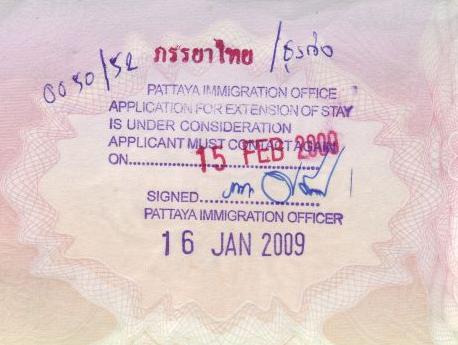 0050/52 ภรรยาไทย /ธุรกิจ
PATTAYA IMMIGRATION OFFICE
APPLICATION FOR EXTENSION OF STAY
IS UNDER CONSIDERATION
APPLICANT MUST CONTACT AGAIN
ON.................... 15 FEB 2009
SIGNED....................
PATTAYA IMMIGRATION OFFICER
16 JAN 2009